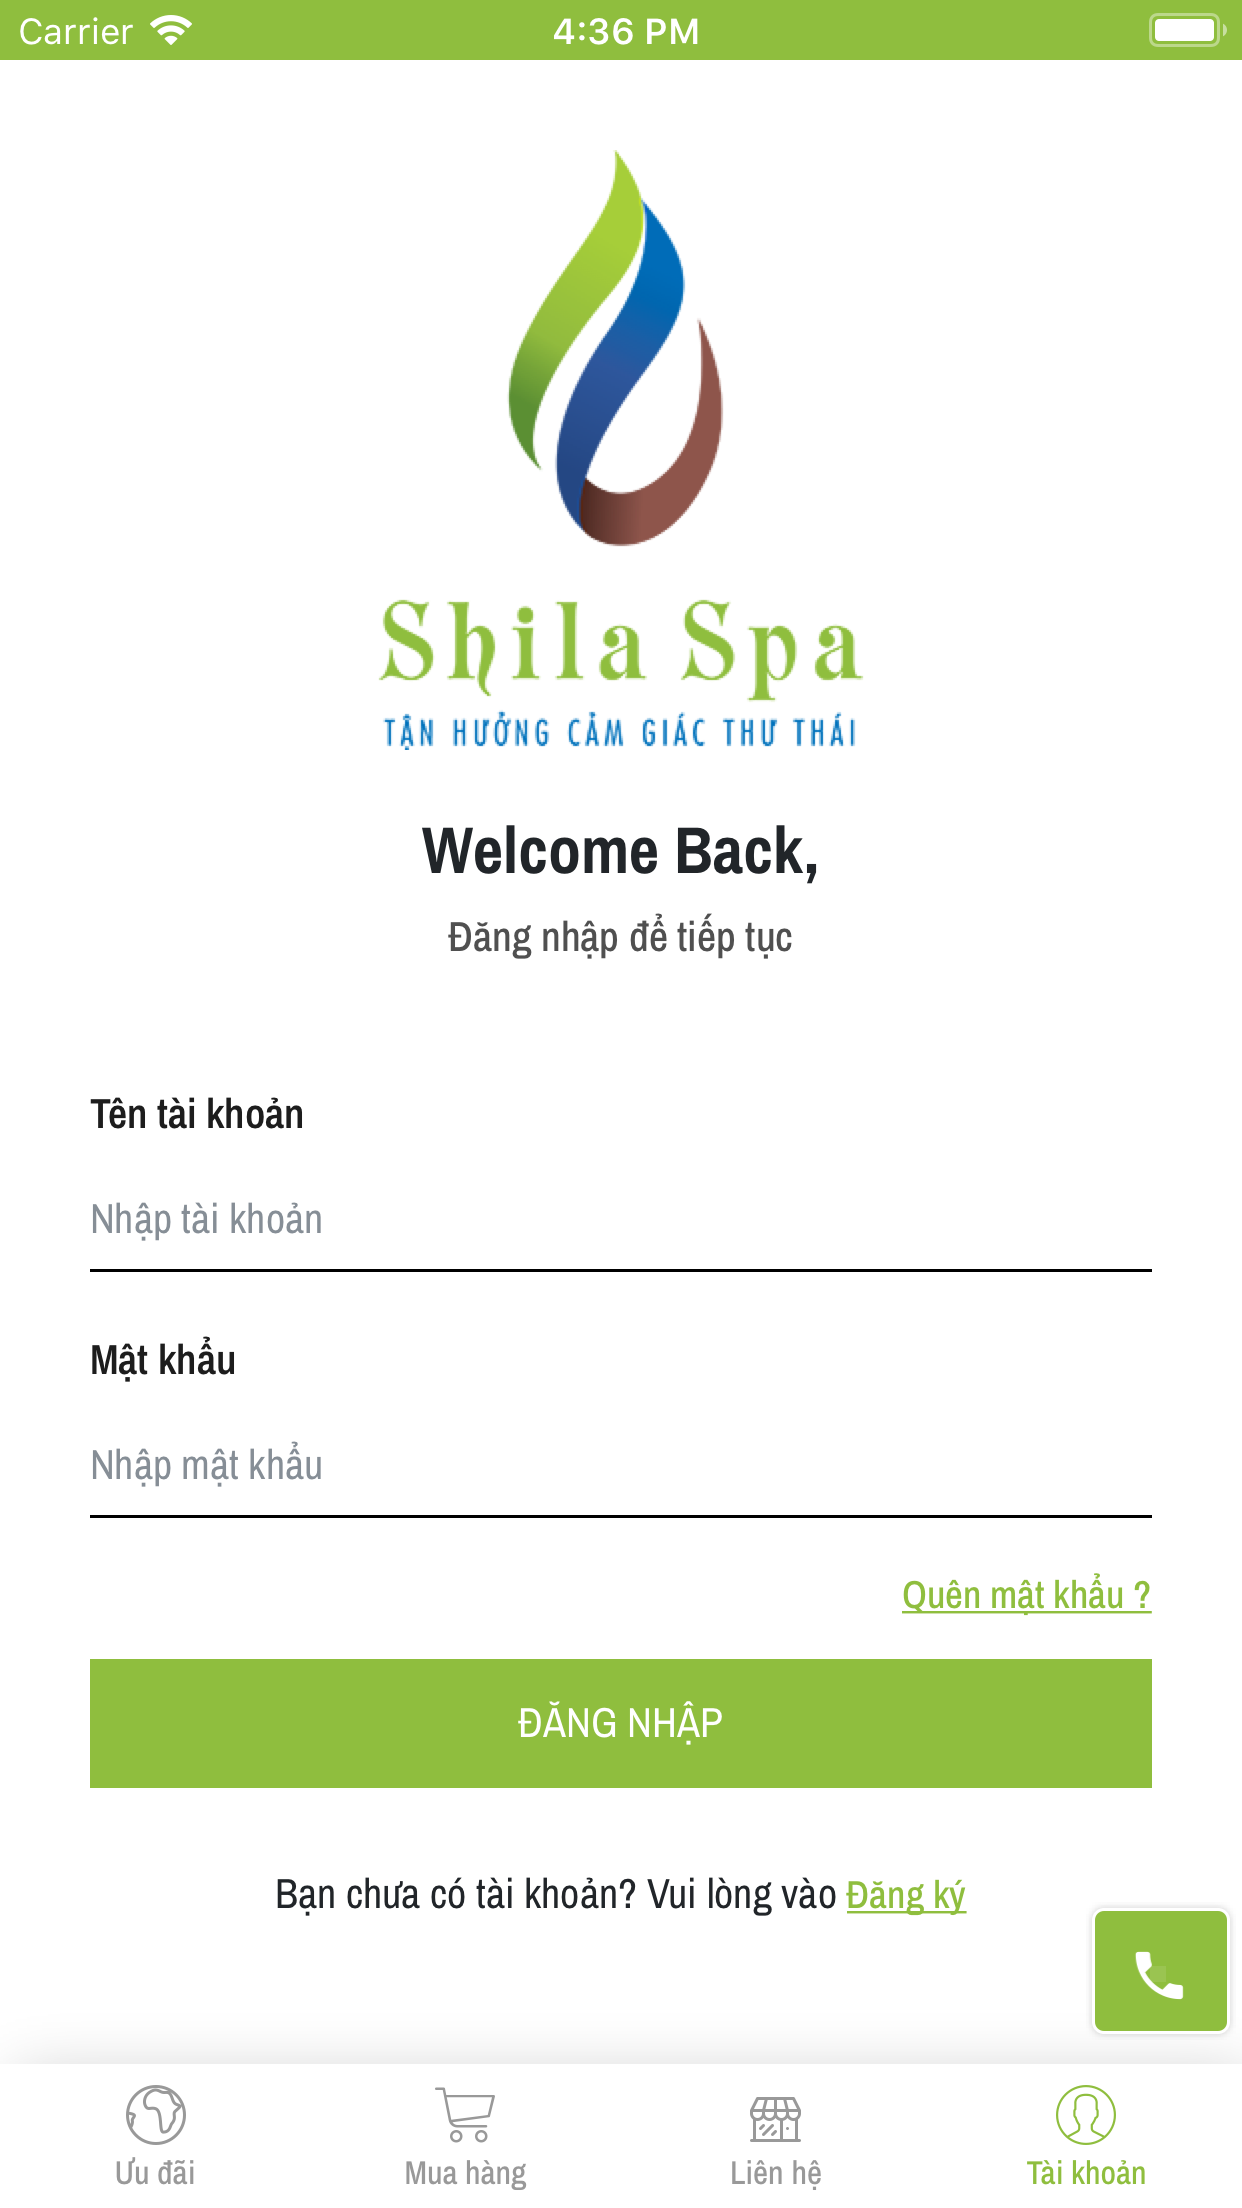 Carrier 4:36 PM
Shila Spa
TẬN HƯỞNG CẢM GIÁC THƯ THÁI
Welcome Back,
Đăng nhập để tiếp tục
Tên tài khoản
Nhập tài khoản
Mật khẩu
Nhập mật khẩu
Quên mật khẩu ?
ĐĂNG NHẬP
Bạn chưa có tài khoản? Vui lòng vào Đăng ký
Ưu đãi Mua hàng Liên hệ Tài khoản